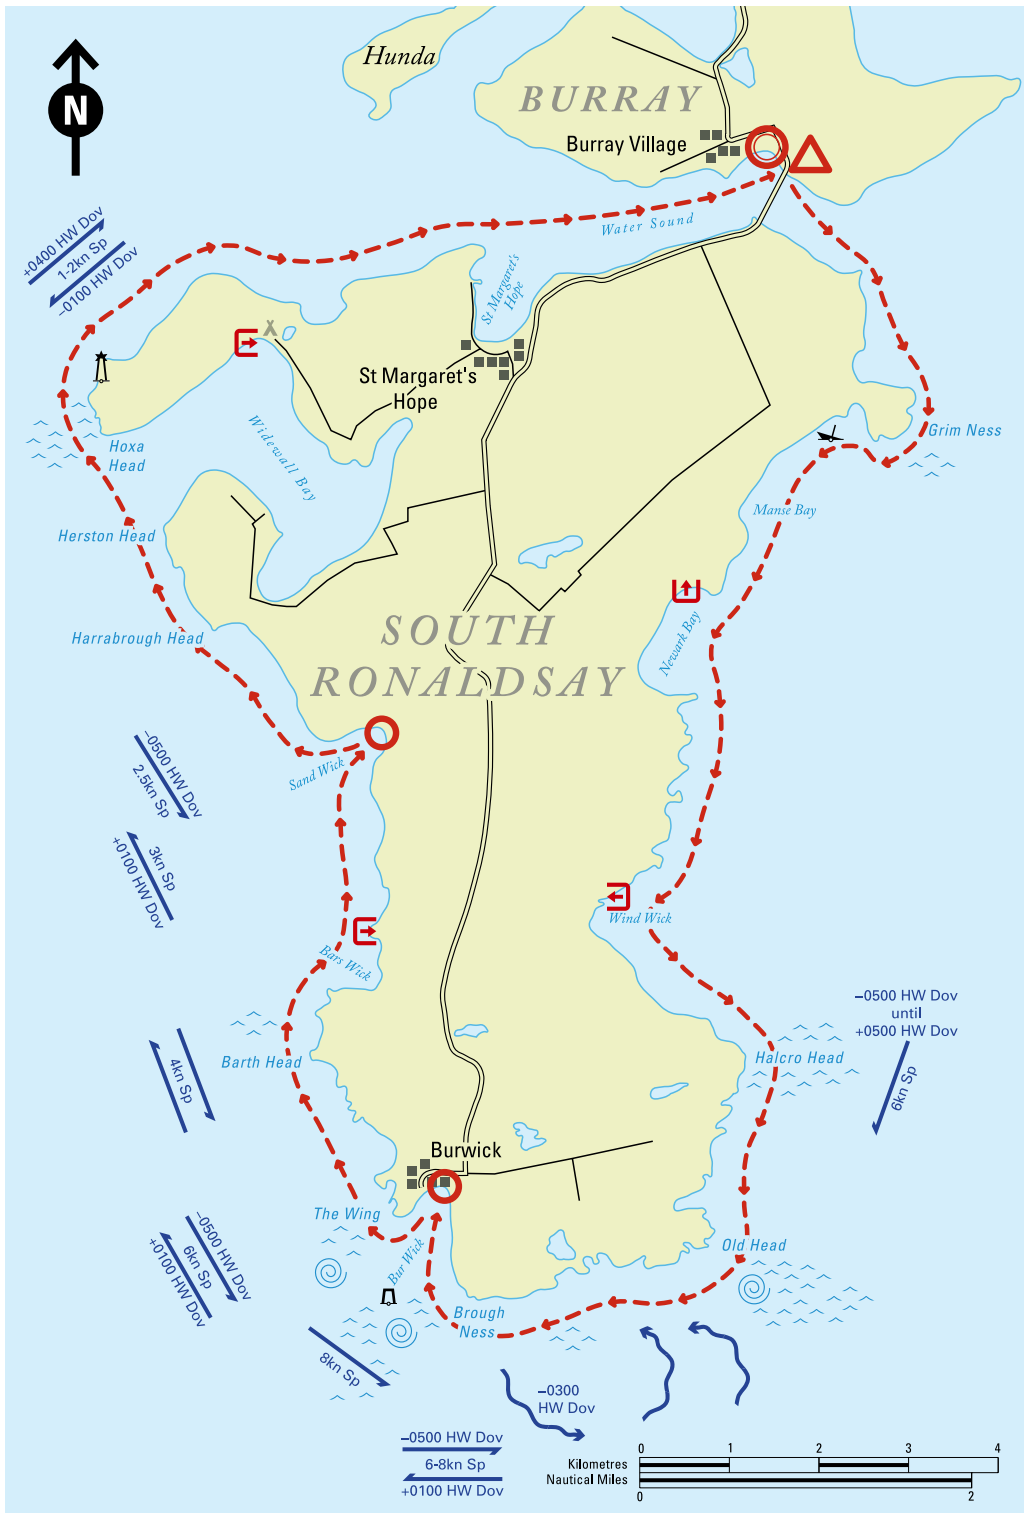 Hunda
N
BURRAY
Burray Village
Water Sound
+0400 HW Dov
1-2kn Sp
–0100 HW Dov
St Margaret's
Hope
St Margaret's
Hope
Hoxa
Head
Widewall Bay
Grim Ness
Manse Bay
Herston Head
Harrabrough Head
Newark Bay
SOUTH
RONALDSAY
Sand Wick
–0500 HW Dov
2.5kn Sp
3kn Sp
+0100 HW Dov
Wind Wick
Bars Wick
–0500 HW Dov
until
+0500 HW Dov
6kn Sp
Barth Head
Halcro Head
4kn Sp
Burwick
The Wing
Bur Wick
Old Head
–0500 HW Dov
6kn Sp
+0100 HW Dov
Brough
Ness
8kn Sp
–0300
HW Dov
–0500 HW Dov
6-8kn Sp
+0100 HW Dov
0 1 2 3 4
Kilometres
Nautical Miles
0 2